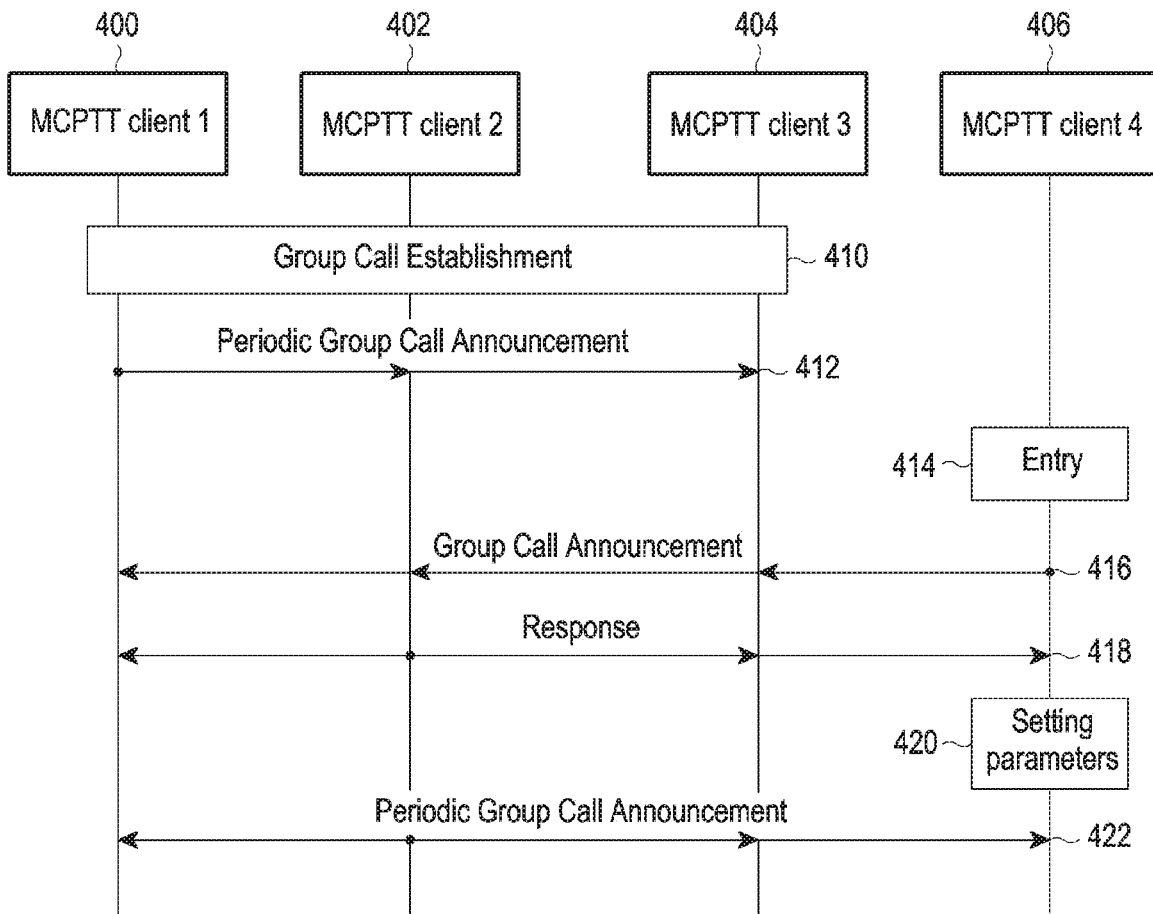 400
402
404
406
MCPTT client 1
MCPTT client 2
MCPTT client 3
MCPTT client 4
Group Call Establishment
410
Periodic Group Call Announcement
412
414
Entry
Group Call Announcement
416
Response
418
420
Setting
parameters
Periodic Group Call Announcement
422